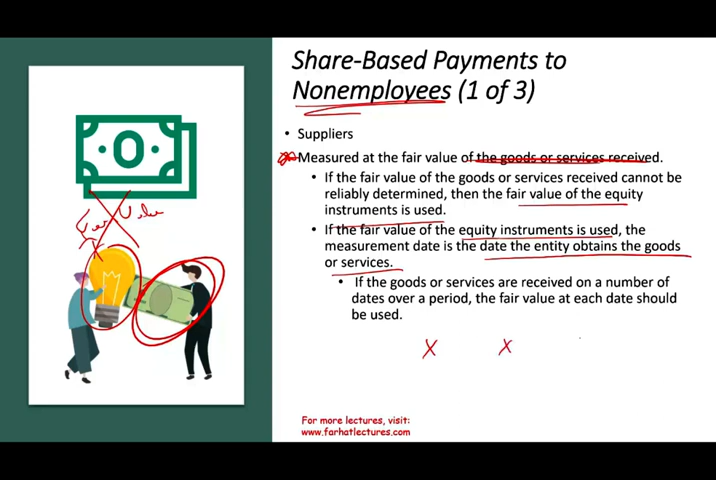 Share-Based Payments to
Nonemployees (1 of 3)
• Suppliers
Measured at the fair value of the goods or services received.
• If the fair value of the goods or services received cannot be
reliably determined, then the fair value of the equity
instruments is used.
• If the fair value of the equity instruments is used, the
measurement date is the date the entity obtains the goods
or services.
• If the goods or services are received on a number of
dates over a period, the fair value at each date should
be used.
X X
For more lectures, visit:
www.farhatlectures.com
0
Fair Value